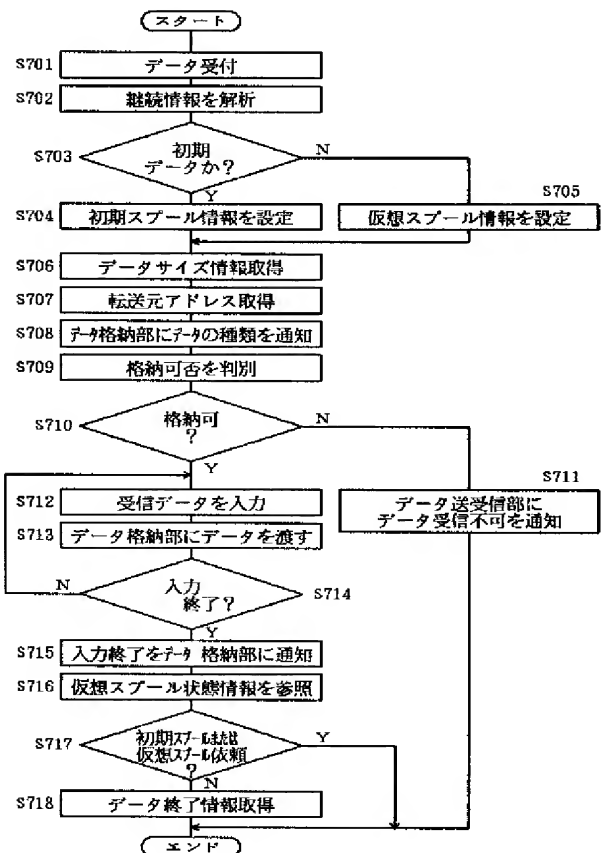 スタート
S701
データ受付
S702
継続情報を解析
S703
初期
データか？
N
Y
S704
初期スプール情報を設定
S705
仮想スプール情報を設定
S706
データサイズ情報取得
S707
転送元アドレス取得
S708
データ格納部にデータの種類を通知
S709
格納可否を判別
S710
格納可
？
N
Y
S711
データ送受信部に
データ受信不可を通知
S712
受信データを入力
S713
データ格納部にデータを渡す
N
入力
終了？
S714
Y
S715
入力終了をデータ格納部に通知
S716
仮想スプール状態情報を参照
S717
初期スプールまたは
仮想スプール依頼
？
Y
N
S718
データ終了情報取得
エンド